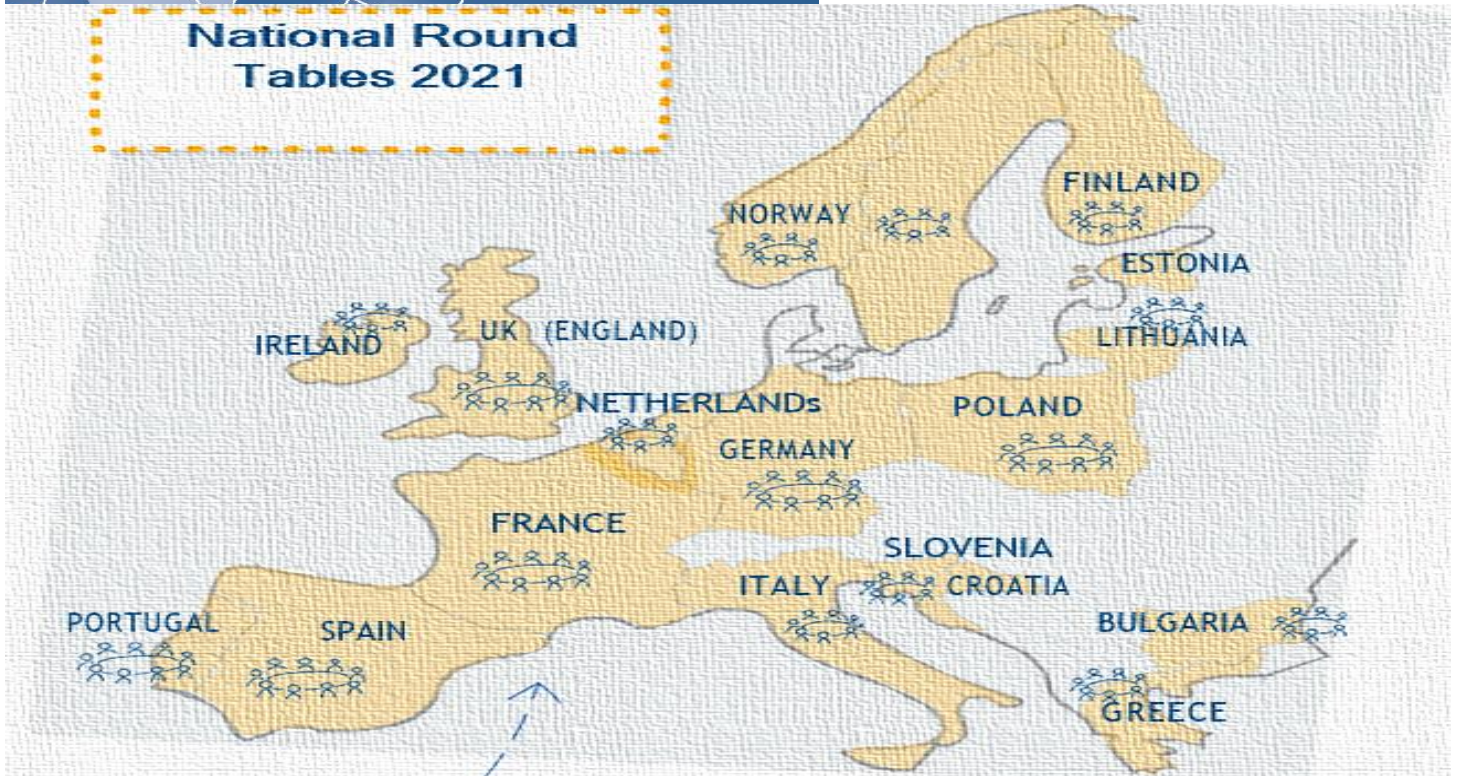 National Round
Tables 2021
FINLAND
NORWAY
ESTONIA
IRELAND
UK (ENGLAND)
LITHUANIA
NETHERLANDs
POLAND
GERMANY
FRANCE
SLOVENIA
ITALY
CROATIA
PORTUGAL
SPAIN
BULGARIA
GREECE